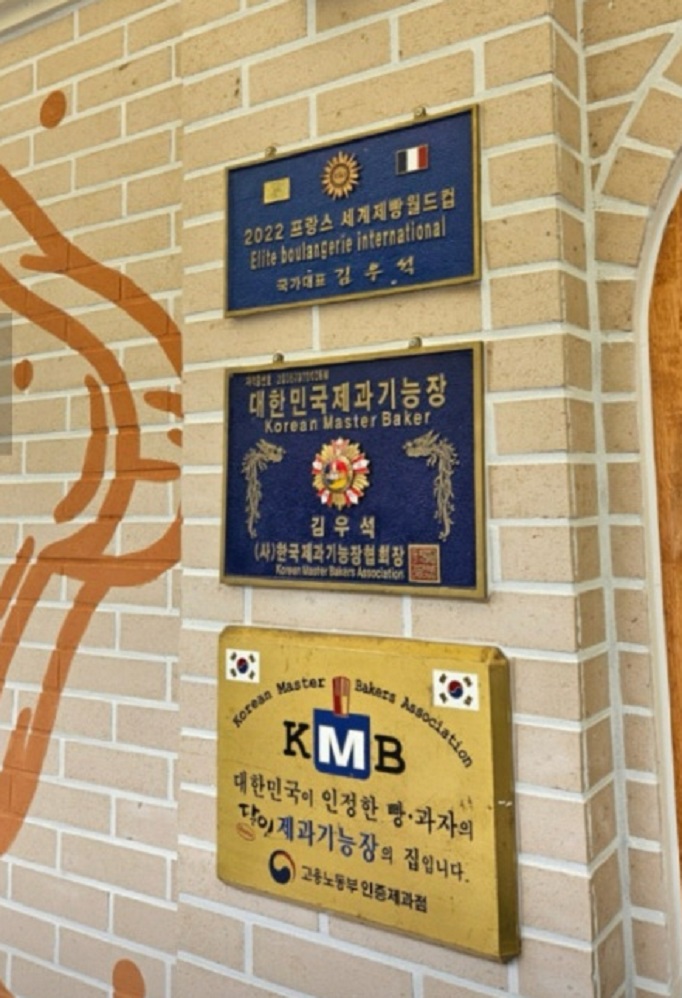 2022 프랑스 세계제빵월드컵
Elite boulangerie international
국가대표 김우석
대한민국제과기능장
Korean Master Baker
김우석
(사)한국제과기능장협회장
Korean Master Bakers Association
Korean Master Bakers Association
KMB
대한민국이 인정한 빵·과자의
달인 제과기능장의 집입니다.
고용노동부 인증제과점